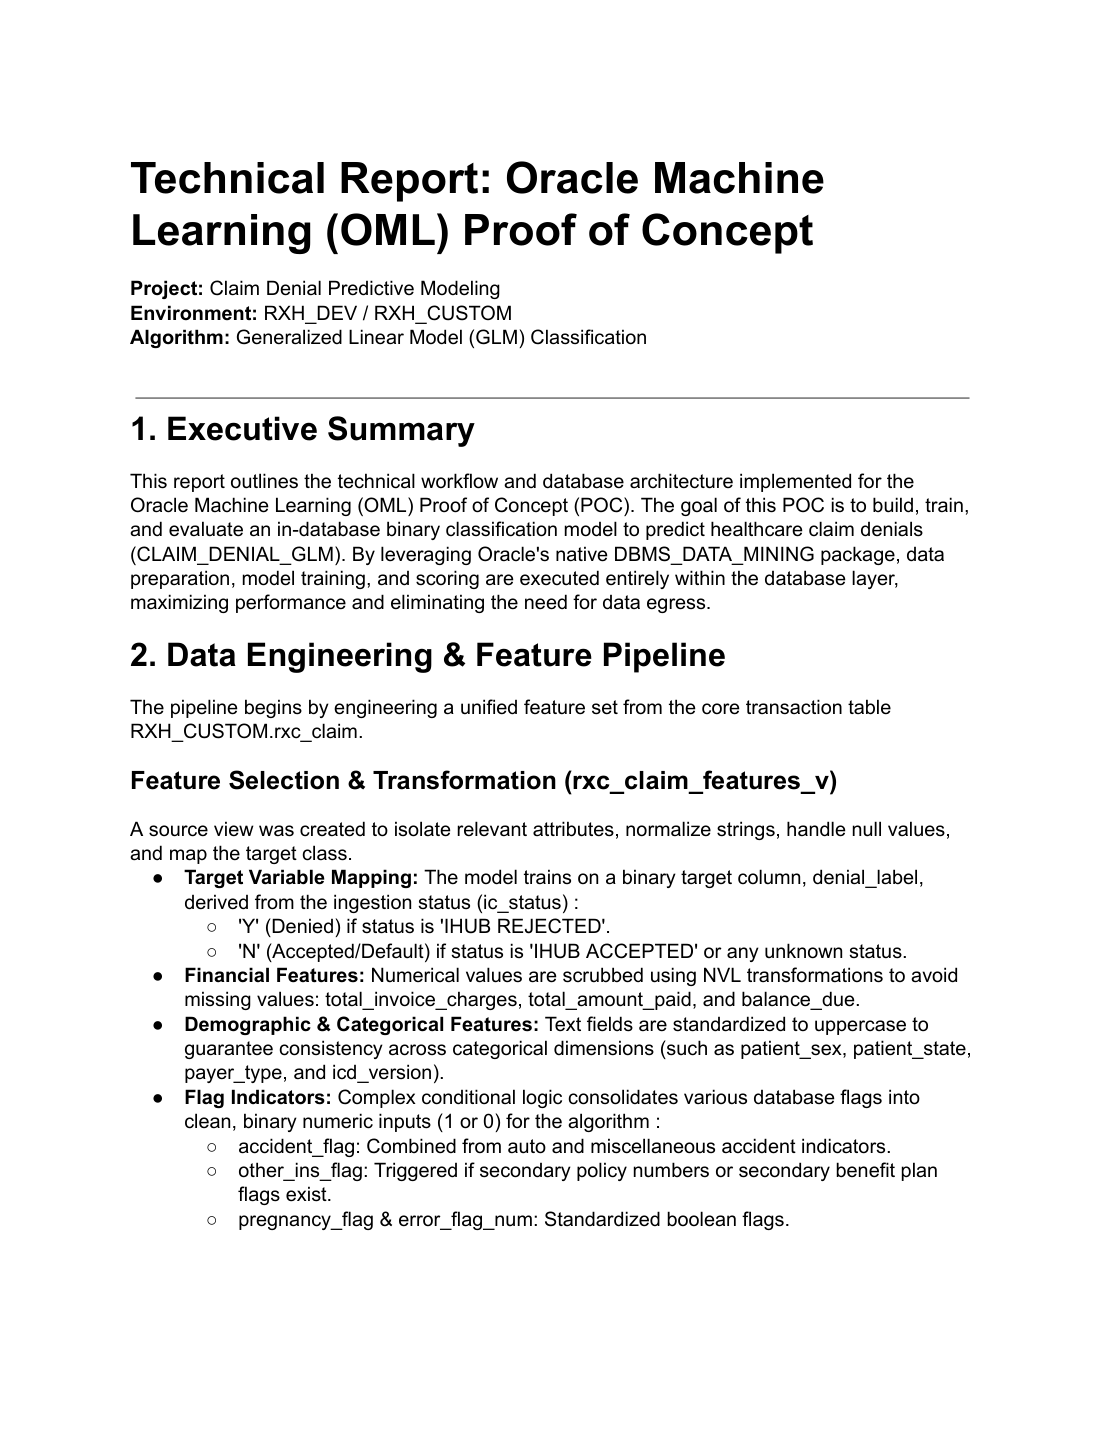 Technical Report: Oracle Machine
Learning (OML) Proof of Concept
Project: Claim Denial Predictive Modeling
Environment: RXH_DEV / RXH_CUSTOM
Algorithm: Generalized Linear Model (GLM) Classification
1. Executive Summary
This report outlines the technical workflow and database architecture implemented for the
Oracle Machine Learning (OML) Proof of Concept (POC). The goal of this POC is to build, train,
and evaluate an in-database binary classification model to predict healthcare claim denials
(CLAIM_DENIAL_GLM). By leveraging Oracle's native DBMS_DATA_MINING package, data
preparation, model training, and scoring are executed entirely within the database layer,
maximizing performance and eliminating the need for data egress.
2. Data Engineering & Feature Pipeline
The pipeline begins by engineering a unified feature set from the core transaction table
RXH_CUSTOM.rxc_claim.
Feature Selection & Transformation (rxc_claim_features_v)
A source view was created to isolate relevant attributes, normalize strings, handle null values,
and map the target class.
● Target Variable Mapping: The model trains on a binary target column, denial_label,
derived from the ingestion status (ic_status) :
○ 'Y' (Denied) if status is 'IHUB REJECTED'.
○ 'N' (Accepted/Default) if status is 'IHUB ACCEPTED' or any unknown status.
● Financial Features: Numerical values are scrubbed using NVL transformations to avoid
missing values: total_invoice_charges, total_amount_paid, and balance_due.
● Demographic & Categorical Features: Text fields are standardized to uppercase to
guarantee consistency across categorical dimensions (such as patient_sex, patient_state,
payer_type, and icd_version).
● Flag Indicators: Complex conditional logic consolidates various database flags into
clean, binary numeric inputs (1 or 0) for the algorithm :
○ accident_flag: Combined from auto and miscellaneous accident indicators.
○ other_ins_flag: Triggered if secondary policy numbers or secondary benefit plan
flags exist.
○ pregnancy_flag & error_flag_num: Standardized boolean flags.